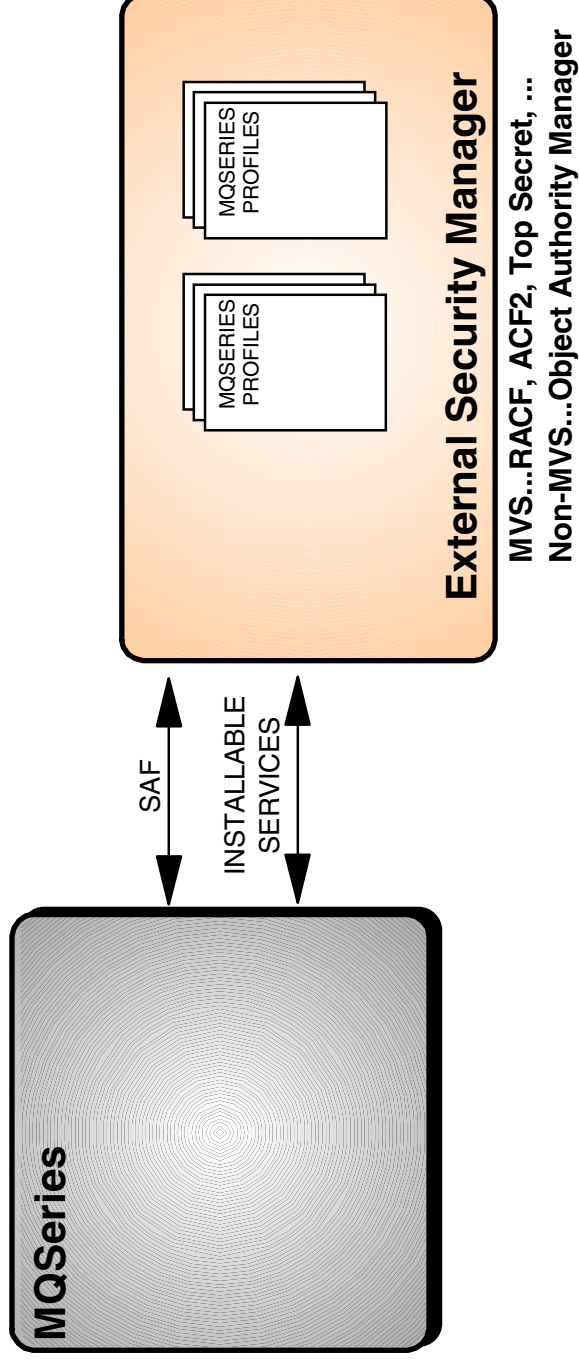 MQSeries
SAF
INSTALLABLE
SERVICES
MQSERIES
PROFILES
MQSERIES
PROFILES
External Security Manager
MVS...RACF, ACF2, Top Secret, ...
Non-MVS...Object Authority Manager